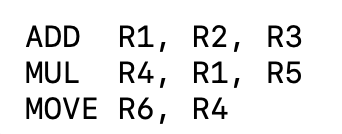 ADD  R1, R2, R3
MUL  R4, R1, R5
MOVE R6, R4